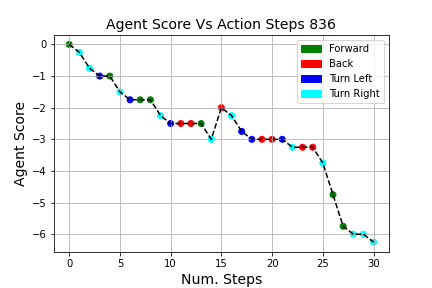 Agent Score Vs Action Steps 836
Forward
Back
Turn Left
Turn Right
Agent Score
0
−1
−2
−3
−4
−5
−6
0 5 10 15 20 25 30
Num. Steps